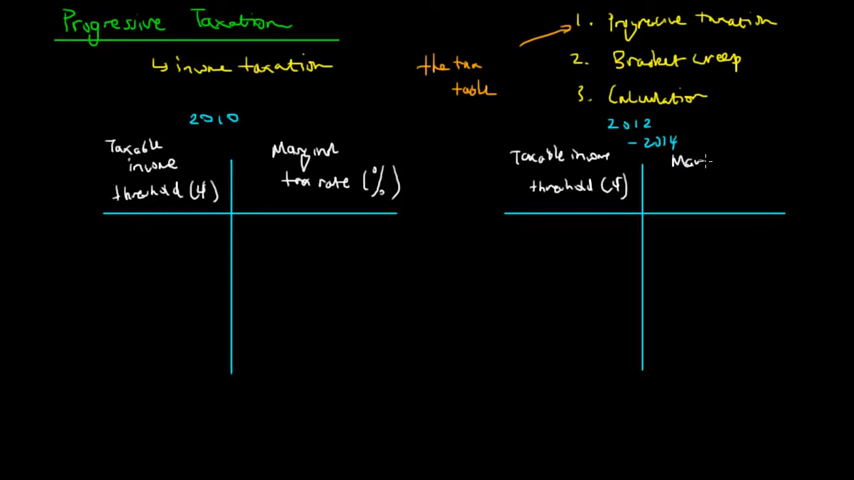 Progressive Taxation
↳ income taxation
the tax
table
1. Progressive taxation
2. Bracket creep
3. Calculation
2010
Taxable
income
threshold ($)
Marginal
tax rate (%)
2012
- 2014
Taxable income
threshold ($)
Mari